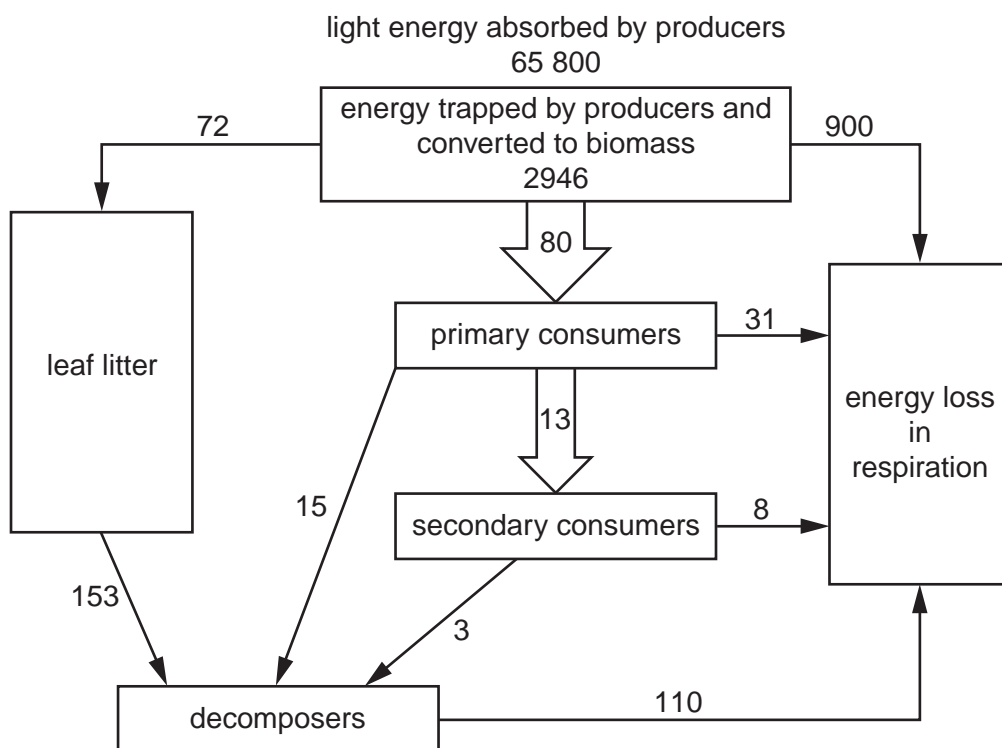 light energy absorbed by producers
65 800
energy trapped by producers and
converted to biomass
2946
72
900
80
primary consumers
31
leaf litter
energy loss
in
respiration
13
15
secondary consumers
8
153
3
decomposers
110